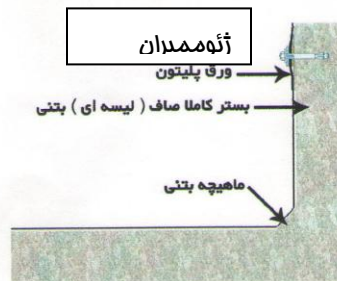 ژئوممبران
ورق پلیتون
بستر کاملا صاف ( لیسه ای ) بتنی
ماهیچه بتنی